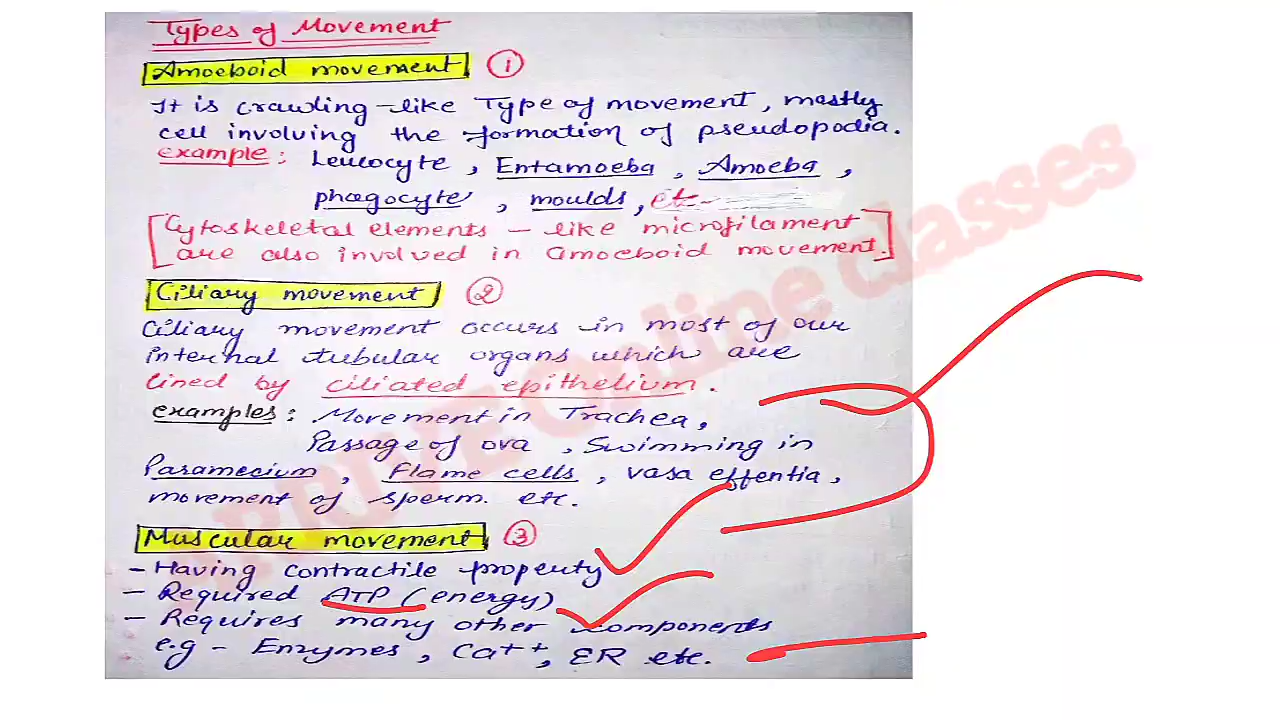 Types of Movement
Amoeboid movement ①
It is crawling-like Type of movement, mostly
cell involving the formation of pseudopodia.
example: Leucocyte, Entamoeba, Amoeba,
phagocyte, moulds, etc.
[Cytoskeletal elements - like microfilament
are also involved in amoeboid movement.]
Ciliary movement ②
Ciliary movement occurs in most of our
internal tubular organs which are
lined by ciliated epithelium.
examples: Movement in Trachea,
Passage of ova, Swimming in
Paramecium, Flame cells, vasa effentia,
movement of sperm. etc.
Muscular movement ③
- Having contractile property
- Required ATP (energy)
- Requires many other components
e.g - Enzymes, Ca++, ER etc.
Online Classes